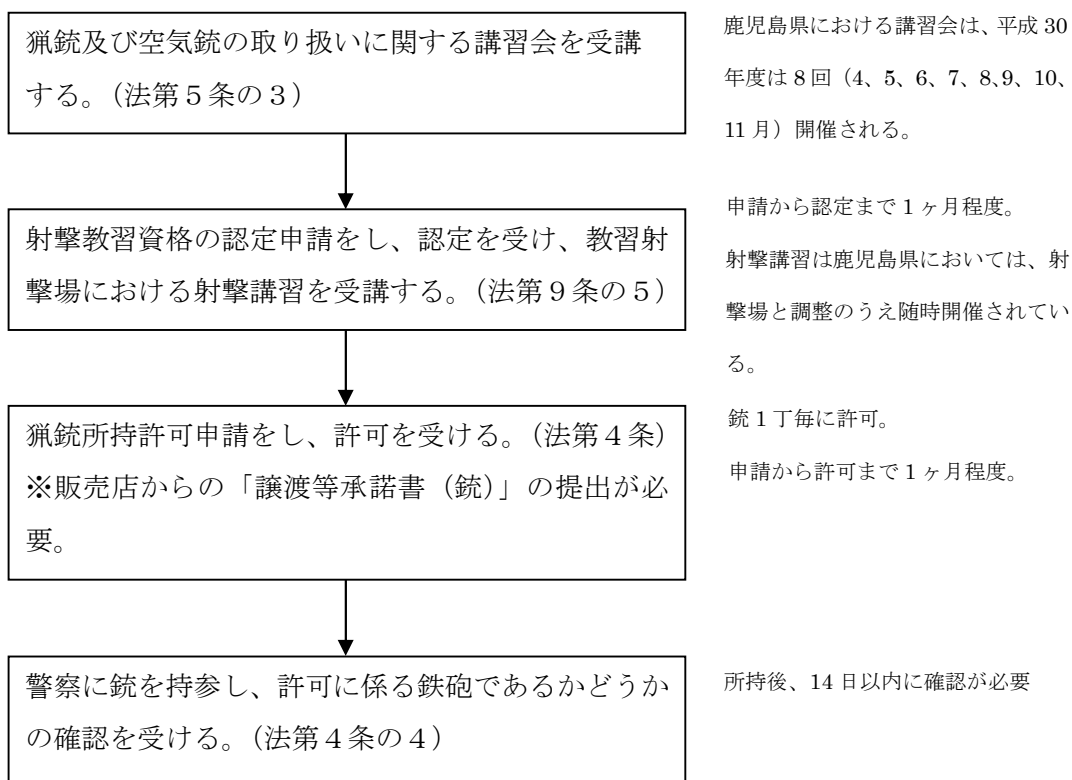 猟銃及び空気銃の取り扱いに関する講習会を受講
する。（法第５条の３）
鹿児島県における講習会は、平成 30
年度は 8 回（4、5、6、7、8、9、10、
11 月）開催される。
射撃教習資格の認定申請をし、認定を受け、教習射
撃場における射撃講習を受講する。（法第９条の５）
申請から認定まで 1 ヶ月程度。
射撃講習は鹿児島県においては、射
撃場と調整のうえ随時開催されてい
る。
猟銃所持許可申請をし、許可を受ける。（法第４条）
※販売店からの「譲渡等承諾書（銃）」の提出が必
要。
銃 1 丁毎に許可。
申請から許可まで 1 ヶ月程度。
警察に銃を持参し、許可に係る鉄砲であるかどうか
の確認を受ける。（法第４条の４）
所持後、14 日以内に確認が必要